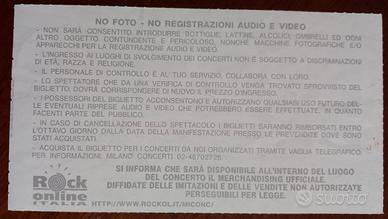 NO FOTO - NO REGISTRAZIONI AUDIO E VIDEO
- NON SARÀ CONSENTITO INTRODURRE BOTTIGLIE, LATTINE, ALCOLICI, OMBRELLI ED OGNI
ALTRO OGGETTO CONTUNDENTE E PERICOLOSO, NONCHÉ MACCHINE FOTOGRAFICHE E/O
APPARECCHI PER LA REGISTRAZIONE AUDIO E VIDEO.
- L'INGRESSO AI LUOGHI DI SVOLGIMENTO DEI CONCERTI NON È SOGGETTO A DISCRIMINAZIONI
DI ETÀ, RAZZA E RELIGIONE.
- IL PERSONALE DI CONTROLLO È AL TUO SERVIZIO, COLLABORA CON LORO.
- LO SPETTATORE CHE DA UNA VERIFICA DI CONTROLLO VENGA TROVATO SPROVVISTO DEL
BIGLIETTO, DOVRÀ CORRISPONDERE DI NUOVO IL PREZZO D'INGRESSO.
- I POSSESSORI DEL BIGLIETTO ACCONSENTONO E AUTORIZZANO QUALSIASI USO FUTURO DEL-
LE EVENTUALI RIPRESE AUDIO E VIDEO CHE POTREBBERO ESSERE EFFETTUATE, IN QUANTO
FACENTI PARTE DEL PUBBLICO.
- IN CASO DI CANCELLAZIONE DELLO SPETTACOLO I BIGLIETTI SARANNO RIMBORSATI ENTRO
L'OTTAVO GIORNO DALLA DATA DELLA MANIFESTAZIONE PRESSO LE PREVENDITE DOVE SONO
STATI ACQUISTATI
- ACQUISTA IL BIGLIETTO PER I CONCERTI DA NOI ORGANIZZATI TRAMITE VAGLIA TELEGRAFICO
PER INFORMAZIONI: MILANO CONCERTI 02-48702726
SI INFORMA CHE SARÀ DISPONIBILE ALL'INTERNO DEL LUOGO
DEL CONCERTO IL MERCHANDISING UFFICIALE.
DIFFIDATE DELLE IMITAZIONI E DELLE VENDITE NON AUTORIZZATE
PERSEGUIBILI PER LEGGE.
Rock
online
ITALIA
HTTP://WWW.ROCKOL.IT/MICONC/
subito